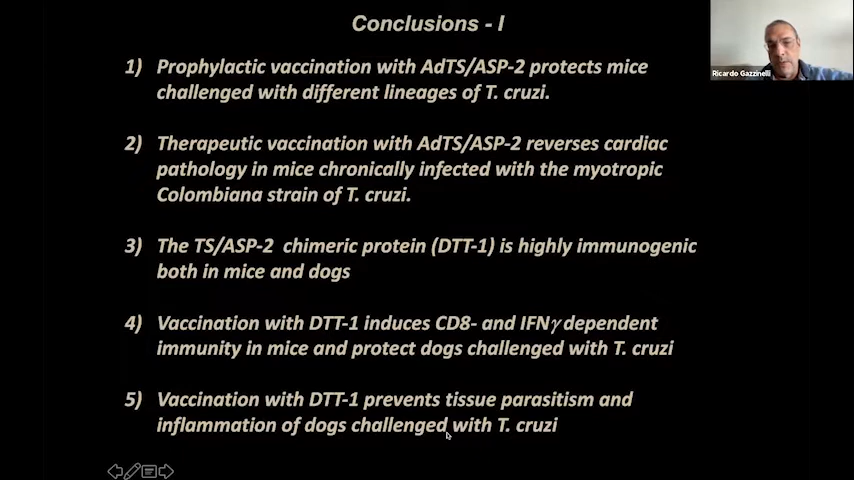 Conclusions - I
Ricardo Gazzinelli
1) Prophylactic vaccination with AdTS/ASP-2 protects mice
challenged with different lineages of T. cruzi.
2) Therapeutic vaccination with AdTS/ASP-2 reverses cardiac
pathology in mice chronically infected with the myotropic
Colombiana strain of T. cruzi.
3) The TS/ASP-2 chimeric protein (DTT-1) is highly immunogenic
both in mice and dogs
4) Vaccination with DTT-1 induces CD8- and IFNγ dependent
immunity in mice and protect dogs challenged with T. cruzi
5) Vaccination with DTT-1 prevents tissue parasitism and
inflammation of dogs challenged with T. cruzi